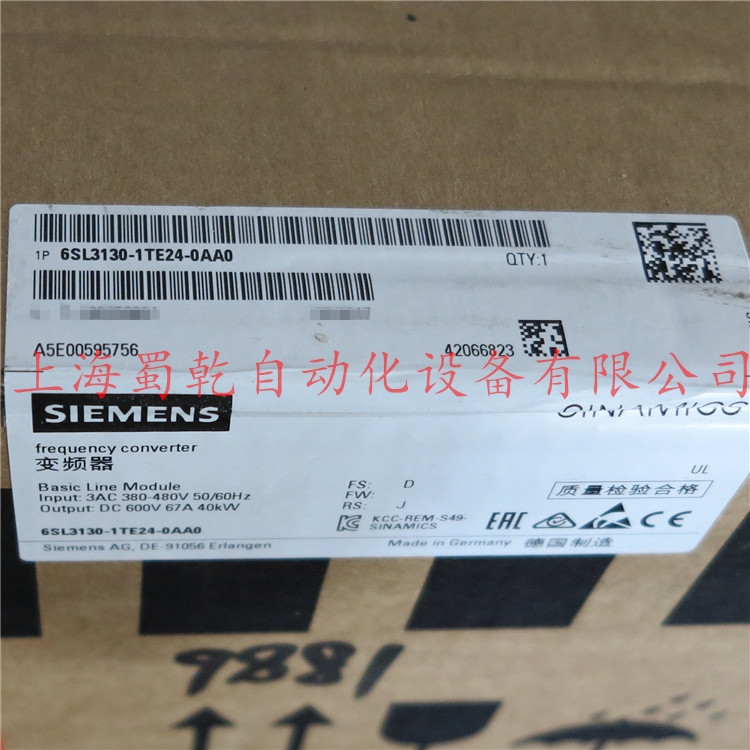 1P 6SL3130-1TE24-0AA0 QTY:1
A5E00595756 42066823
上海蜀乾自动化设备有限公司
SIEMENS SINAMICS
frequency converter
变频器
UL
Basic Line Module FS: D
质量检验合格
Input: 3AC 380-480V 50/60Hz FW:
Output: DC 600V 67A 40kW RS: J
6SL3130-1TE24-0AA0
KCC-REM-S49-
SINAMICS
EAC CE
Siemens AG, DE-91056 Erlangen Made in Germany 德国制造